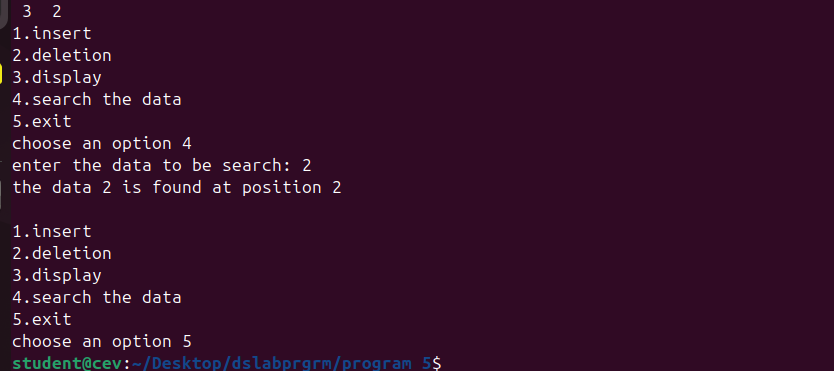 3  2
1.insert
2.deletion
3.display
4.search the data
5.exit
choose an option 4
enter the data to be search: 2
the data 2 is found at position 2
1.insert
2.deletion
3.display
4.search the data
5.exit
choose an option 5
student@cev:~/Desktop/dslabprgrm/program 5$